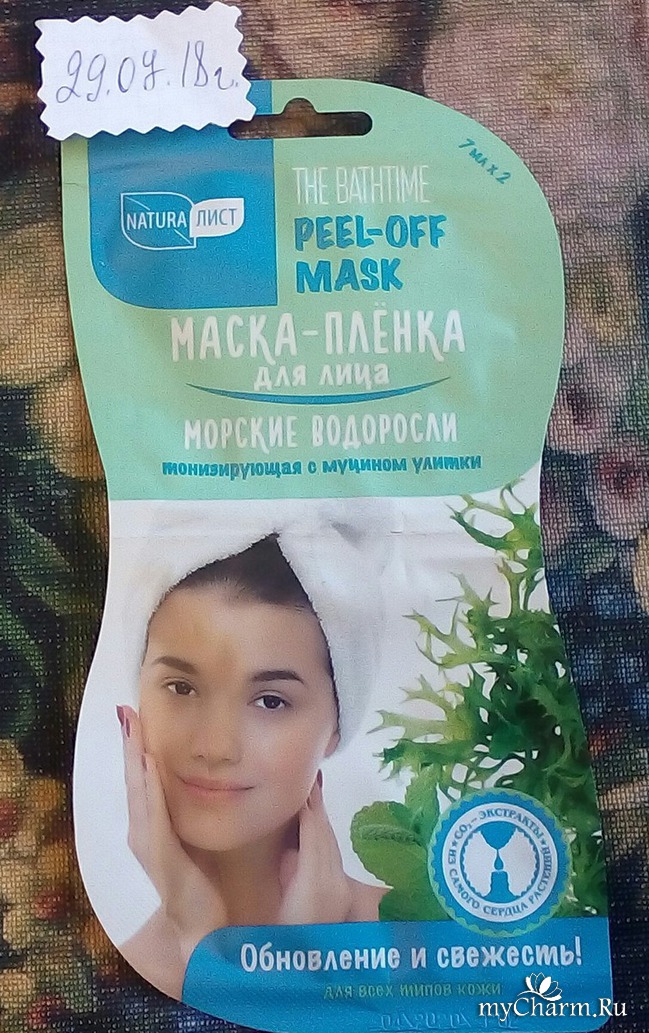 29.07.18г.
7 мл х 2
NATURA ЛИСТ
THE BATHTIME
PEEL-OFF
MASK
МАСКА-ПЛЁНКА
для лица
МОРСКИЕ ВОДОРОСЛИ
тонизирующая с муцином улитки
СО₂ – ЭКСТРАКТЫ
ИЗ САМОГО СЕРДЦА РАСТЕНИЙ
Обновление и свежесть!
для всех типов кожи
myCharm.Ru